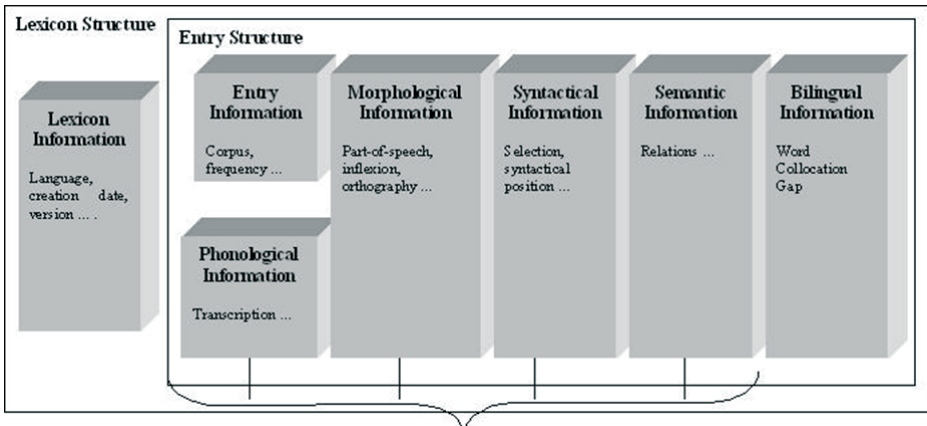 Lexicon Structure
Entry Structure
Lexicon
Information
Language,
creation date,
version ... .
Entry
Information
Corpus,
frequency ...
Phonological
Information
Transcription ...
Morphological
Information
Part-of-speech,
inflexion,
orthography ...
Syntactical
Information
Selection,
syntactical
position ...
Semantic
Information
Relations ...
Bilingual
Information
Word
Collocation
Gap